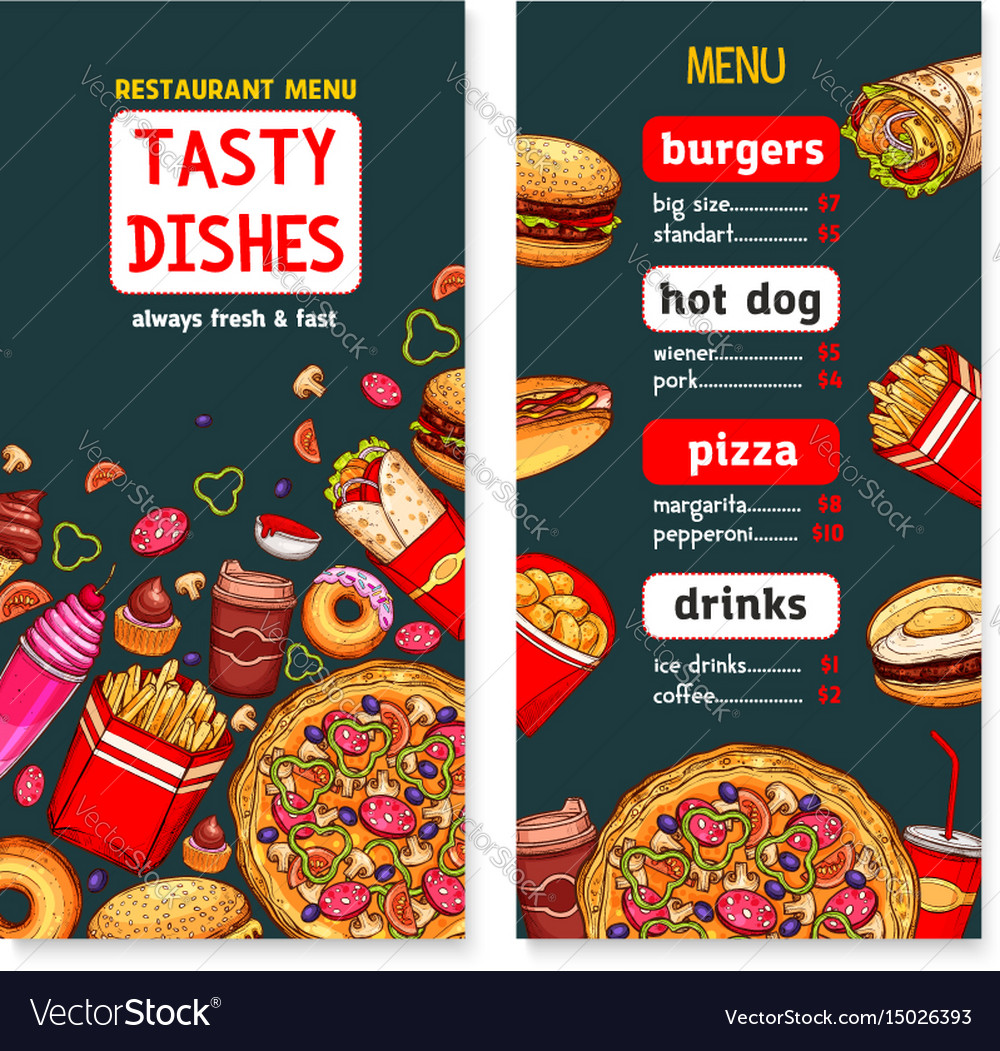 RESTAURANT MENU
TASTY
DISHES
always fresh & fast
MENU
burgers
big size................ $7
standart............... $5
hot dog
wiener.................. $5
pork...................... $4
pizza
margarita........... $8
pepperoni......... $10
drinks
ice drinks........... $1
coffee.................. $2
VectorStock®
VectorStock.com/15026393